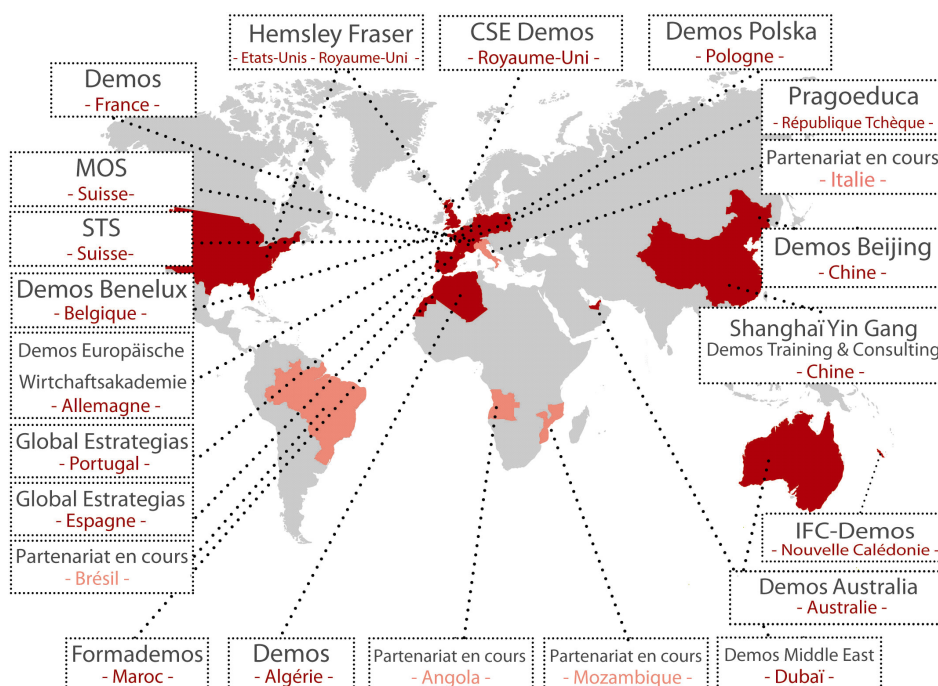 Hemsley Fraser
- Etats-Unis - Royaume-Uni -
CSE Demos
- Royaume-Uni -
Demos Polska
- Pologne -
Demos
- France -
Pragoeduca
- République Tchèque -
MOS
- Suisse-
Partenariat en cours
- Italie -
STS
- Suisse-
Demos Beijing
- Chine -
Demos Benelux
- Belgique -
Shanghaï Yin Gang
Demos Training & Consulting
- Chine -
Demos Europäische
Wirtchaftsakademie
- Allemagne -
Global Estrategias
- Portugal -
Global Estrategias
- Espagne -
IFC-Demos
- Nouvelle Calédonie -
Partenariat en cours
- Brésil -
Demos Australia
- Australie -
Formademos
- Maroc -
Demos
- Algérie -
Partenariat en cours
- Angola -
Partenariat en cours
- Mozambique -
Demos Middle East
- Dubaï -